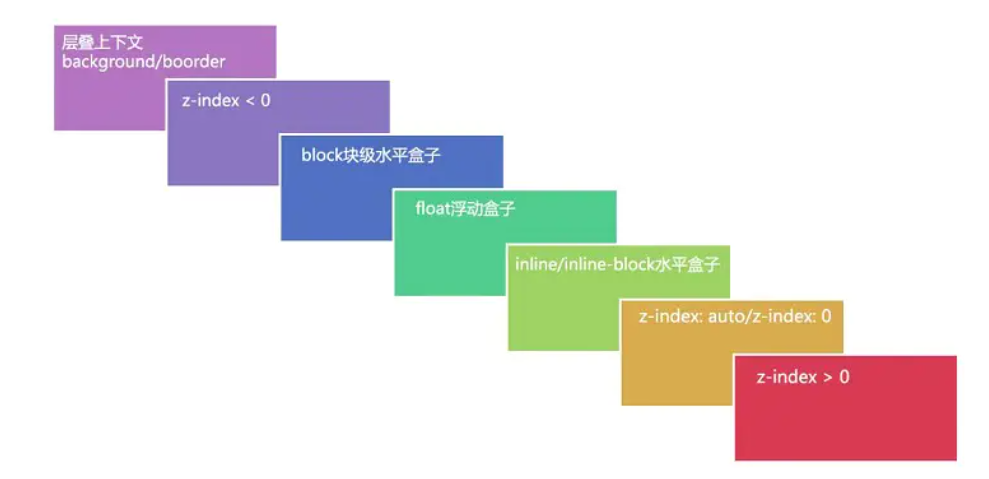 层叠上下文
background/boorder
z-index < 0
block块级水平盒子
float浮动盒子
inline/inline-block水平盒子
z-index: auto/z-index: 0
z-index > 0